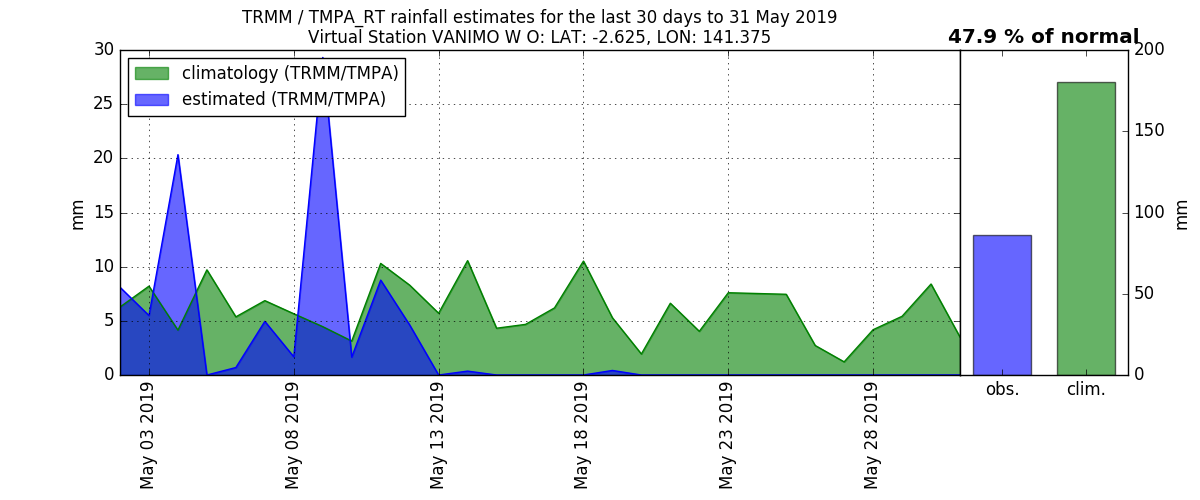 TRMM / TMPA_RT rainfall estimates for the last 30 days to 31 May 2019
Virtual Station VANIMO W O: LAT: -2.625, LON: 141.375
47.9 % of normal
climatology (TRMM/TMPA)
estimated (TRMM/TMPA)
mm
30
25
20
15
10
5
0
May 03 2019
May 08 2019
May 13 2019
May 18 2019
May 23 2019
May 28 2019
200
150
100
50
0
mm
obs.
clim.